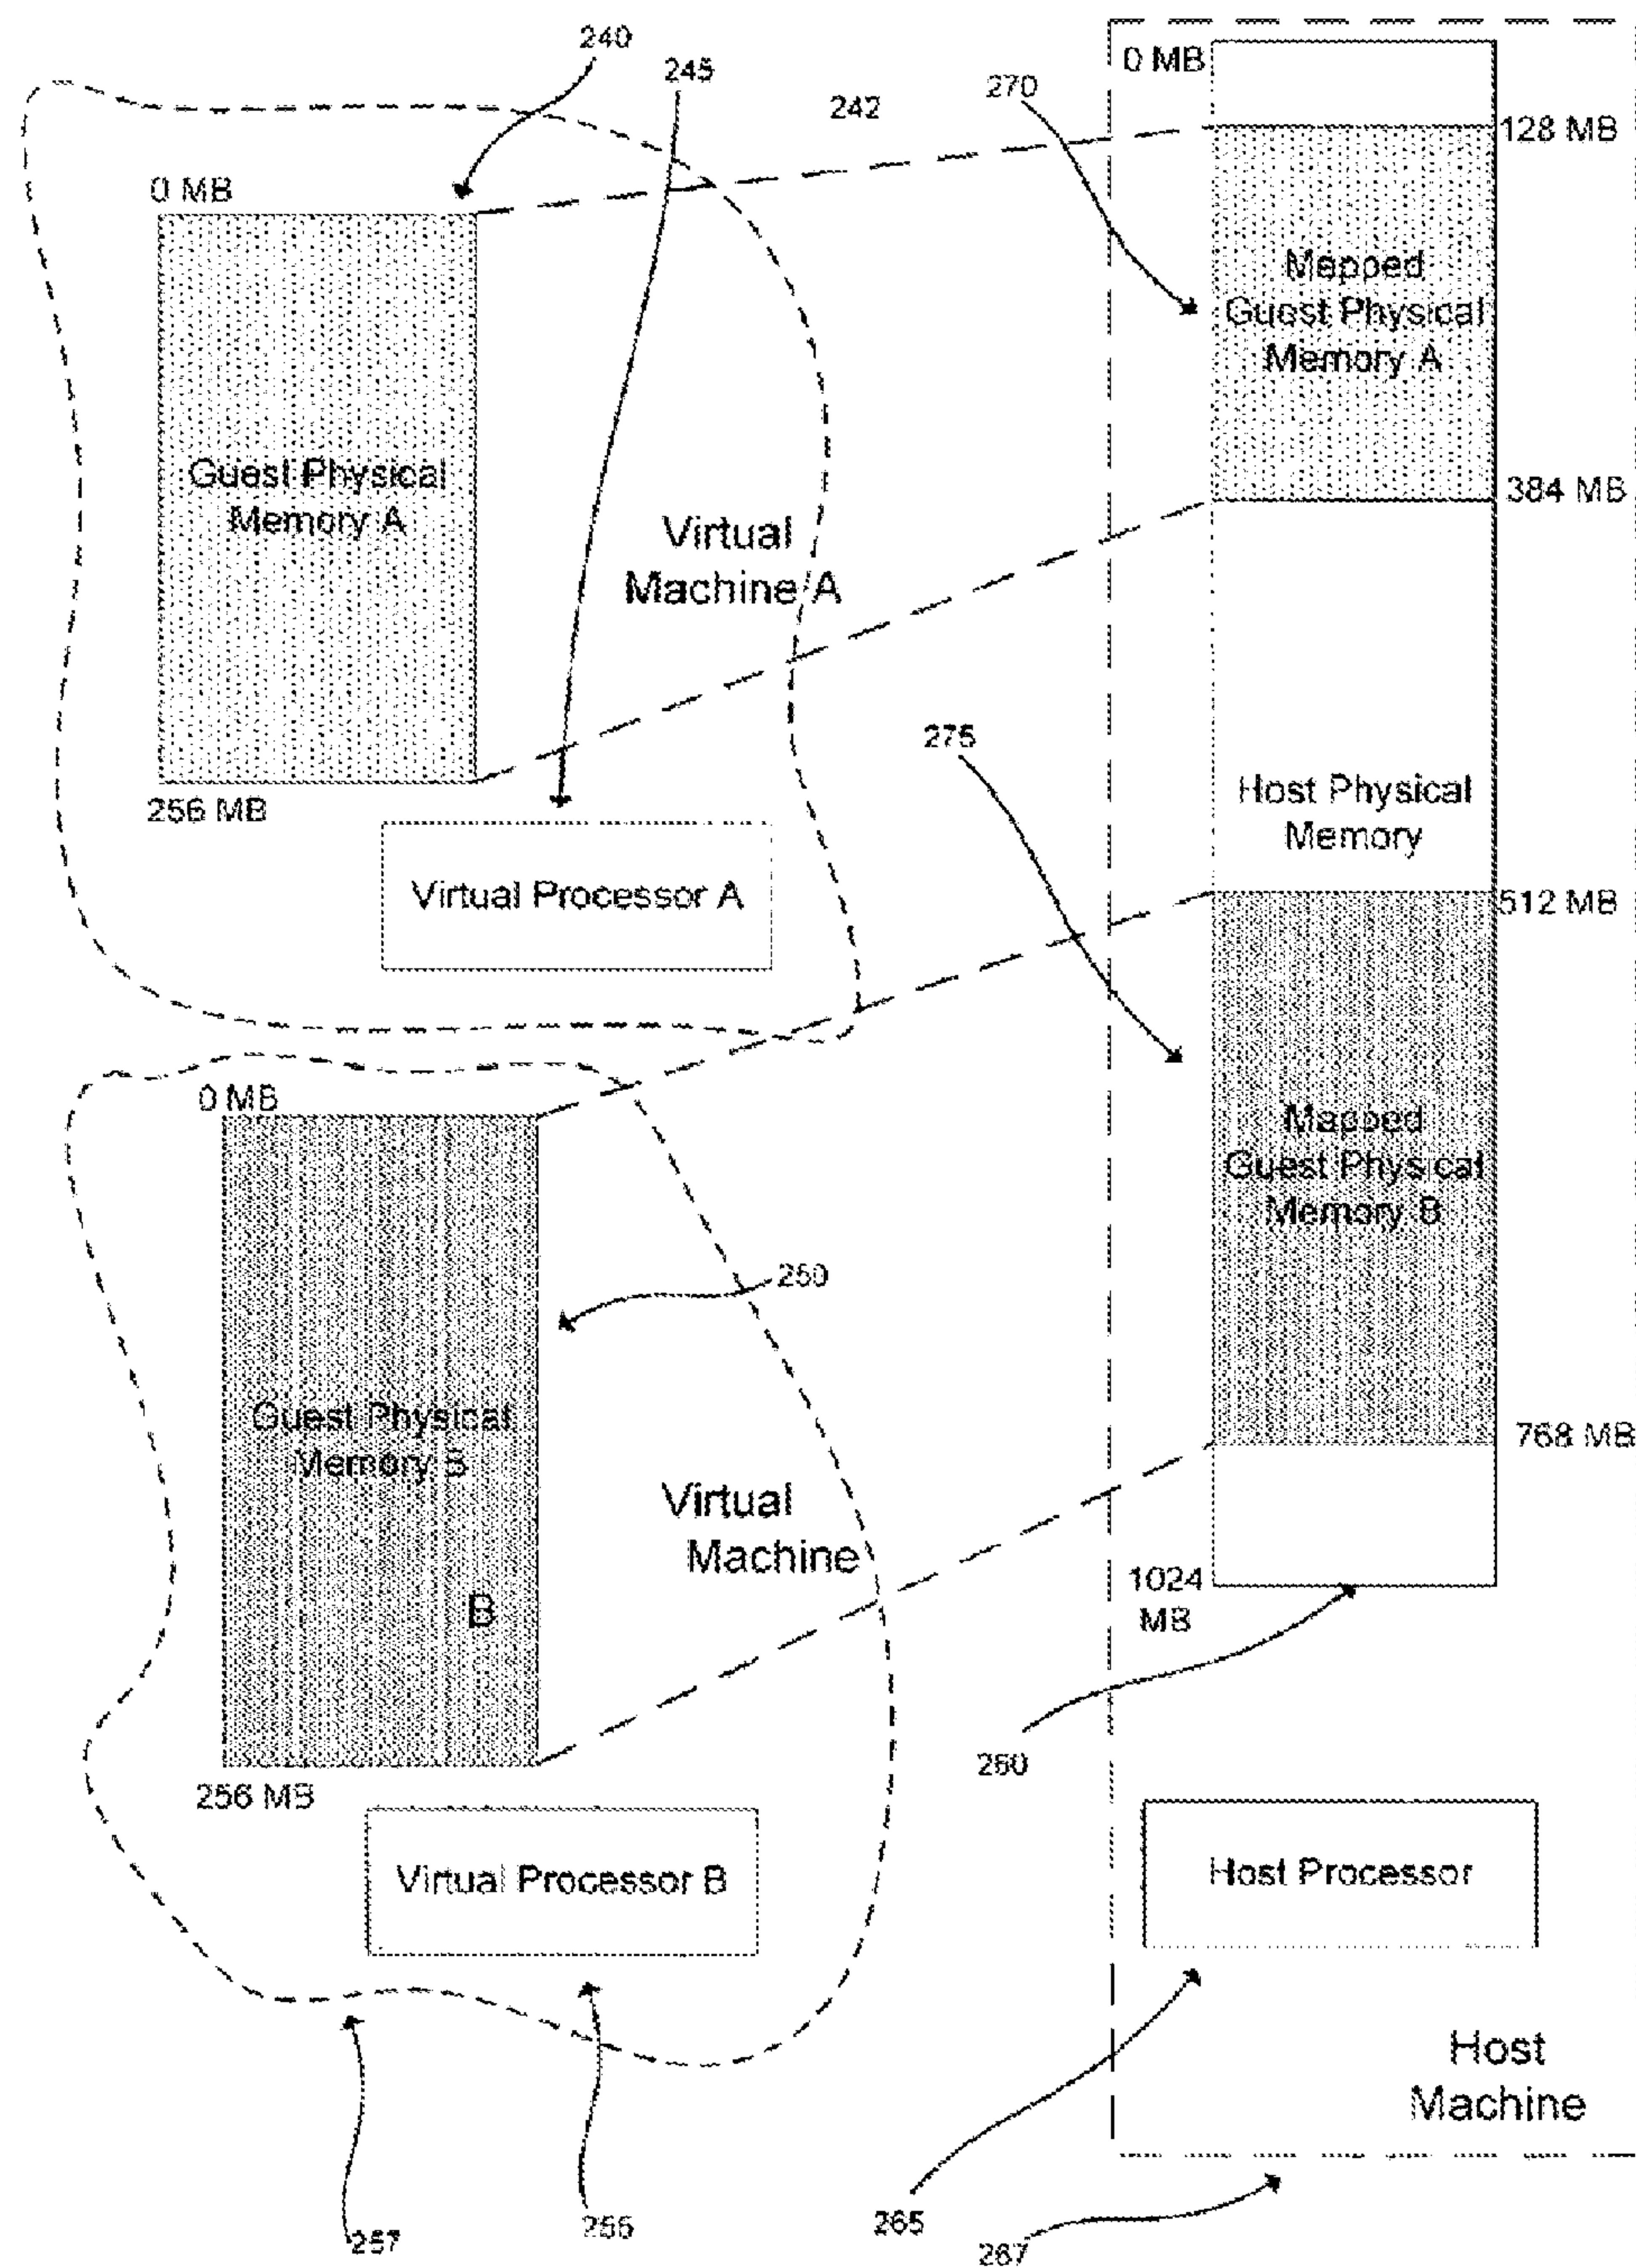 240
245
242
270
0 MB
128 MB
0 MB
Mapped
Guest Physical
Memory A
Guest Physical
Memory A
384 MB
Virtual
Machine A
275
Host Physical
Memory
256 MB
Virtual Processor A
512 MB
0 MB
Mapped
Guest Physical
Memory B
250
Guest Physical
Memory B
768 MB
Virtual
Machine
B
1024
MB
260
256 MB
Virtual Processor B
Host Processor
Host
Machine
257
255
265
267